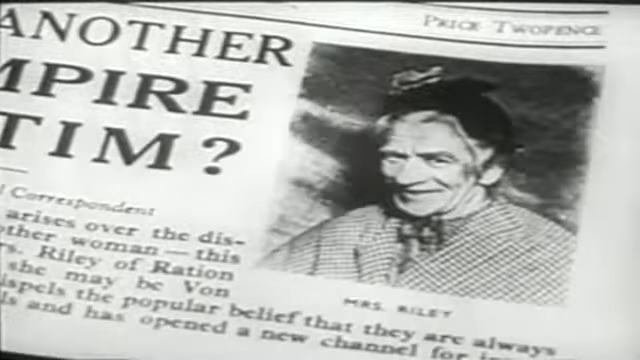 PRICE TWOPENCE
ANOTHER
MPIRE
TIM?
Correspondent
arises over the dis-
other woman — this
rs. Riley of Ration
she may be Von
ispels the popular belief that they are always
ls and has opened a new channel for
MRS. RILEY